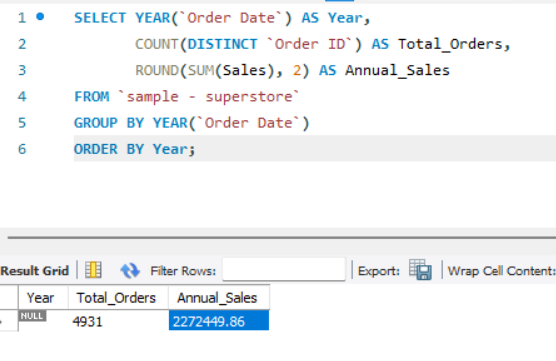 1 SELECT YEAR(`Order Date`) AS Year,
2 COUNT(DISTINCT `Order ID`) AS Total_Orders,
3 ROUND(SUM(Sales), 2) AS Annual_Sales
4 FROM `sample - superstore`
5 GROUP BY YEAR(`Order Date`)
6 ORDER BY Year;
Result Grid Filter Rows: Export: Wrap Cell Content:
Year Total_Orders Annual_Sales
NULL 4931 2272449.86